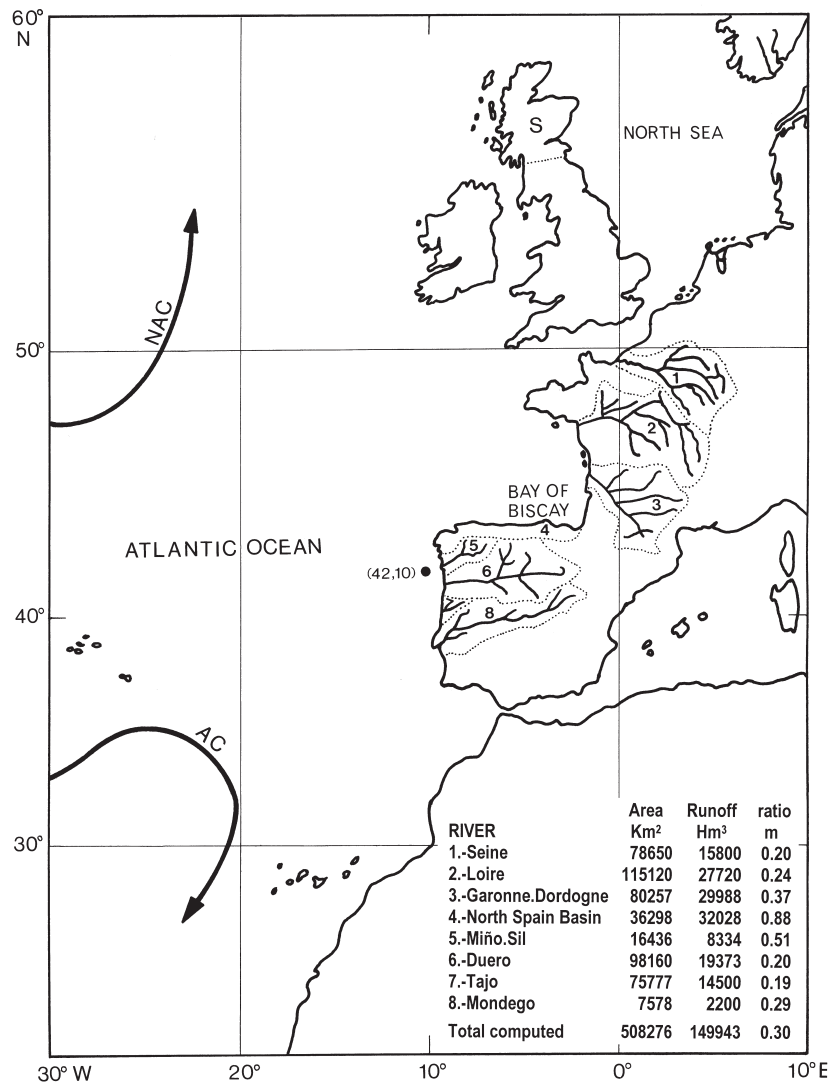 60°
N
S
NORTH SEA
NAC
50°
1
2
BAY OF
BISCAY
3
4
ATLANTIC OCEAN
5
(42,10)
6
8
40°
AC
30°
Area Runoff ratio
RIVER Km² Hm³ m
1.-Seine 78650 15800 0.20
2.-Loire 115120 27720 0.24
3.-Garonne.Dordogne 80257 29988 0.37
4.-North Spain Basin 36298 32028 0.88
5.-Miño.Sil 16436 8334 0.51
6.-Duero 98160 19373 0.20
7.-Tajo 75777 14500 0.19
8.-Mondego 7578 2200 0.29
Total computed 508276 149943 0.30
30° W 20° 10° 0° 10° E